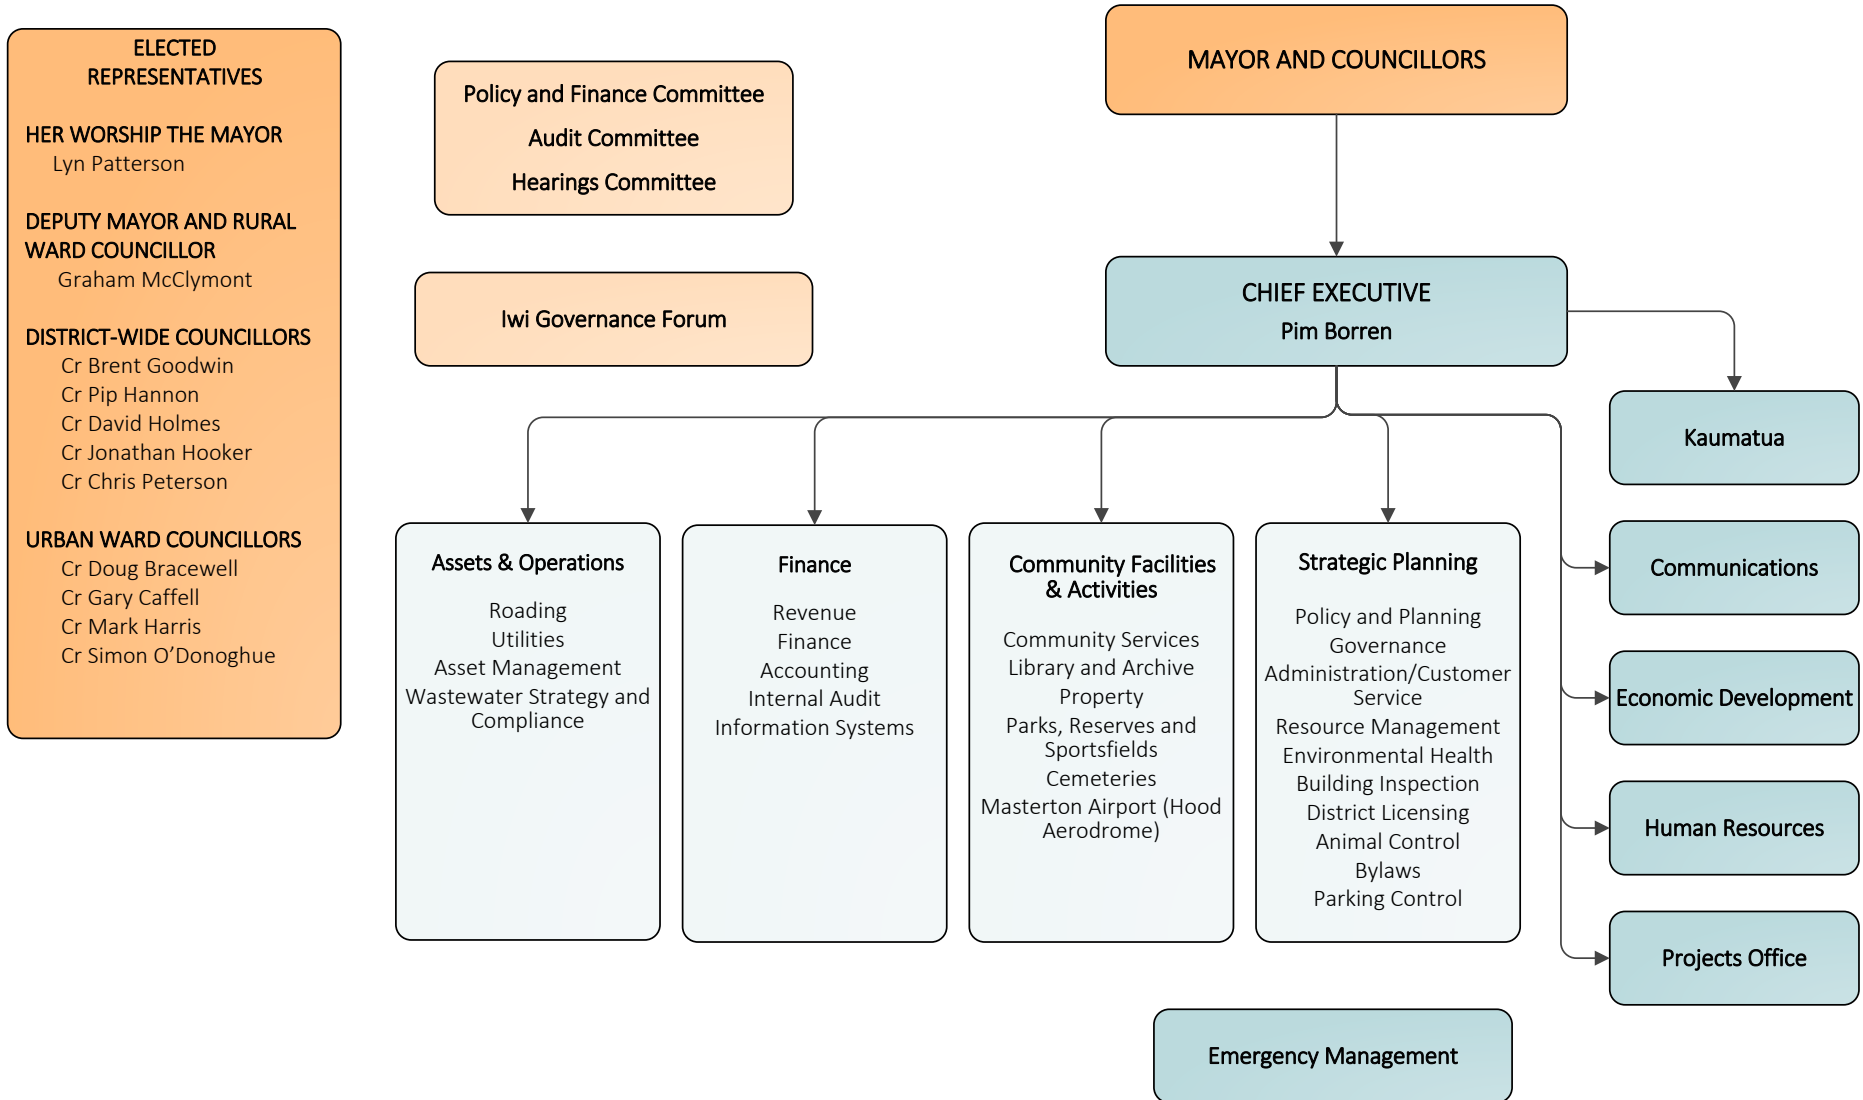 ELECTED
REPRESENTATIVES
HER WORSHIP THE MAYOR
Lyn Patterson
DEPUTY MAYOR AND RURAL
WARD COUNCILLOR
Graham McClymont
DISTRICT-WIDE COUNCILLORS
Cr Brent Goodwin
Cr Pip Hannon
Cr David Holmes
Cr Jonathan Hooker
Cr Chris Peterson
URBAN WARD COUNCILLORS
Cr Doug Bracewell
Cr Gary Caffell
Cr Mark Harris
Cr Simon O’Donoghue
Policy and Finance Committee
Audit Committee
Hearings Committee
Iwi Governance Forum
MAYOR AND COUNCILLORS
CHIEF EXECUTIVE
Pim Borren
Assets & Operations
Roading
Utilities
Asset Management
Wastewater Strategy and
Compliance
Finance
Revenue
Finance
Accounting
Internal Audit
Information Systems
Community Facilities
& Activities
Community Services
Library and Archive
Property
Parks, Reserves and
Sportsfields
Cemeteries
Masterton Airport (Hood
Aerodrome)
Strategic Planning
Policy and Planning
Governance
Administration/Customer
Service
Resource Management
Environmental Health
Building Inspection
District Licensing
Animal Control
Bylaws
Parking Control
Kaumatua
Communications
Economic Development
Human Resources
Projects Office
Emergency Management